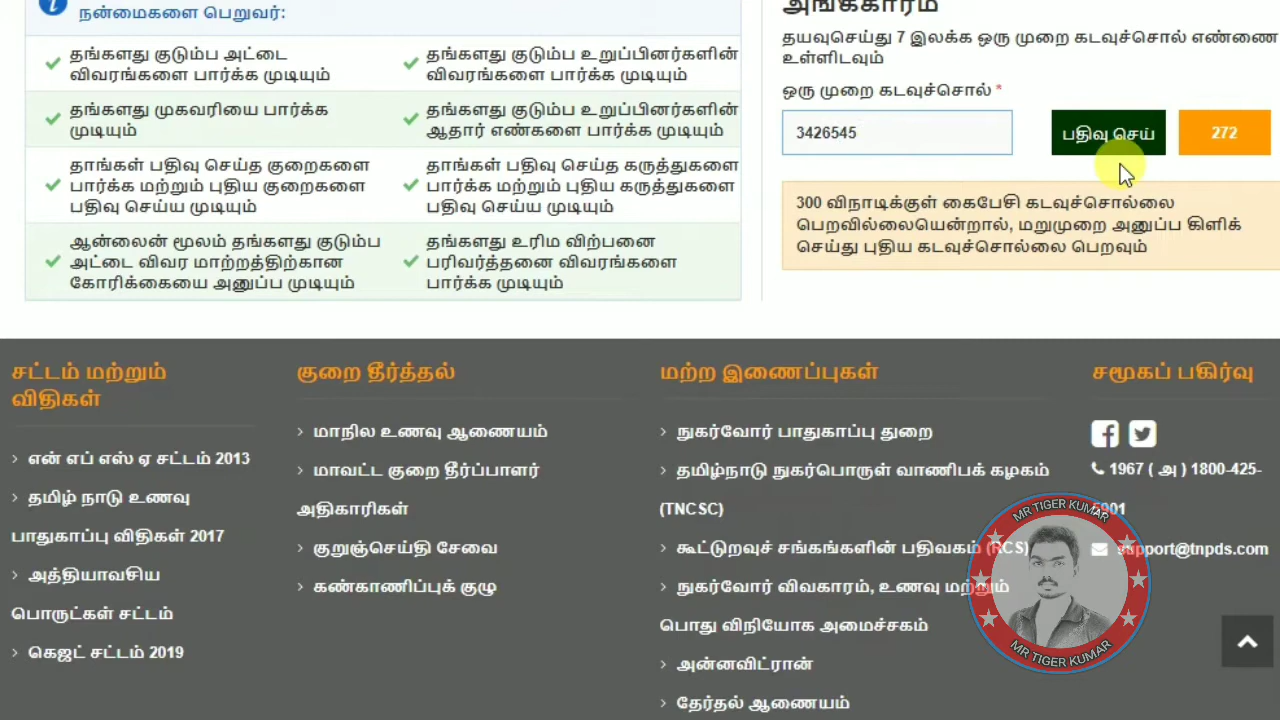 நன்மைகளை பெறுவர்:
தங்களது குடும்ப அட்டை
விவரங்களை பார்க்க முடியும்
தங்களது குடும்ப உறுப்பினர்களின்
விவரங்களை பார்க்க முடியும்
தங்களது முகவரியை பார்க்க
முடியும்
தங்களது குடும்ப உறுப்பினர்களின்
ஆதார் எண்களை பார்க்க முடியும்
தாங்கள் பதிவு செய்த குறைகளை
பார்க்க மற்றும் புதிய குறைகளை
பதிவு செய்ய முடியும்
தாங்கள் பதிவு செய்த கருத்துகளை
பார்க்க மற்றும் புதிய கருத்துகளை
பதிவு செய்ய முடியும்
ஆன்லைன் மூலம் தங்களது குடும்ப
அட்டை விவர மாற்றத்திற்கான
கோரிக்கையை அனுப்ப முடியும்
தங்களது உரிம விற்பனை
பரிவர்த்தனை விவரங்களை
பார்க்க முடியும்
தயவுசெய்து 7 இலக்க ஒரு முறை கடவுச்சொல் எண்ணை
உள்ளிடவும்
ஒரு முறை கடவுச்சொல் *
3426545
பதிவு செய்
272
300 விநாடிக்குள் கைபேசி கடவுச்சொல்லை
பெறவில்லையென்றால், மறுமுறை அனுப்ப கிளிக்
செய்து புதிய கடவுச்சொல்லை பெறவும்
சட்டம் மற்றும்
விதிகள்
என் எப் எஸ் ஏ சட்டம் 2013
தமிழ் நாடு உணவு
பாதுகாப்பு விதிகள் 2017
அத்தியாவசிய
பொருட்கள் சட்டம்
கெஜட் சட்டம் 2019
குறை தீர்த்தல்
மாநில உணவு ஆணையம்
மாவட்ட குறை தீர்ப்பாளர்
அதிகாரிகள்
குறுஞ்செய்தி சேவை
கண்காணிப்புக் குழு
மற்ற இணைப்புகள்
நுகர்வோர் பாதுகாப்பு துறை
தமிழ்நாடு நுகர்பொருள் வாணிபக் கழகம்
(TNCSC)
கூட்டுறவுச் சங்கங்களின் பதிவகம் (RCS)
நுகர்வோர் விவகாரம், உணவு மற்றும்
பொது விநியோக அமைச்சகம்
அன்னவிட்ரான்
தேர்தல் ஆணையம்
சமூகப் பகிர்வு
1967 ( அ ) 1800-425-
5901
support@tnpds.com
MR TIGER KUMAR
MR TIGER KUMAR